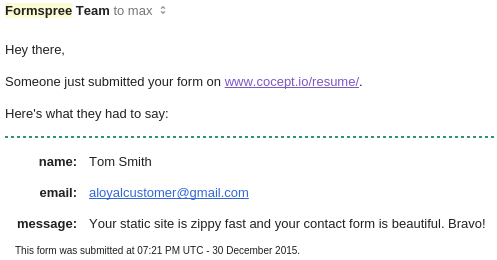 Formspree Team to max
Hey there,
Someone just submitted your form on www.cocept.io/resume/.
Here's what they had to say:
name: Tom Smith
email: aloyalcustomer@gmail.com
message: Your static site is zippy fast and your contact form is beautiful. Bravo!
This form was submitted at 07:21 PM UTC - 30 December 2015.